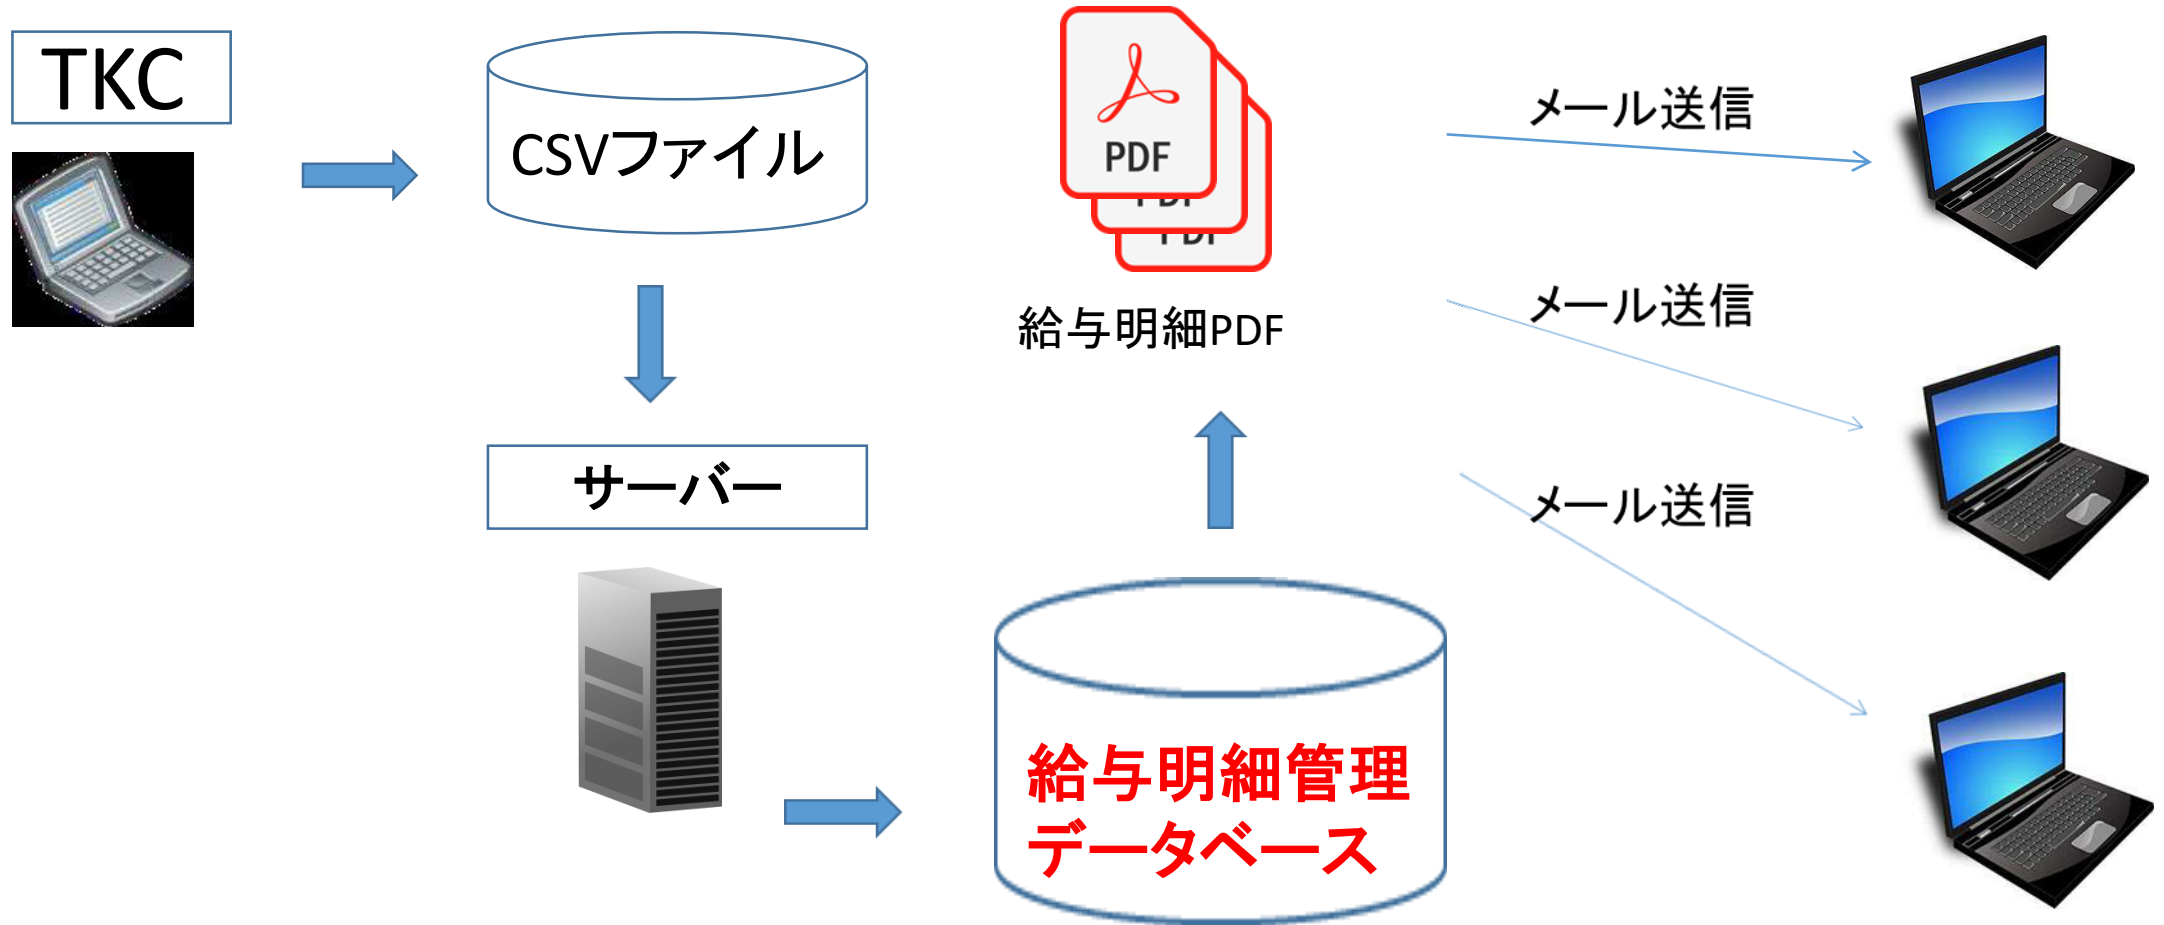 TKC
CSVファイル
サーバー
給与明細管理
データベース
PDF
PDF
PDF
給与明細PDF
メール送信
メール送信
メール送信